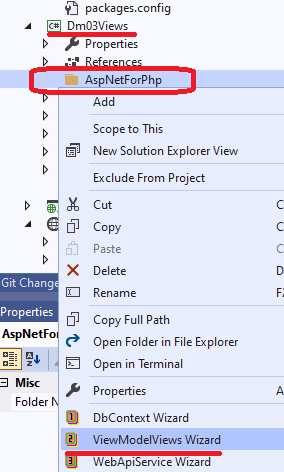 packages.config
C# Dm03Views
Properties
References
AspNetForPhp
Add
Scope to This
New Solution Explorer View
Exclude From Project
Cut
Copy
Paste
Delete
Rename
Git Change
Properties
AspNetFor
Misc
Folder N
Copy Full Path
Open Folder in File Explorer
Open in Terminal
Properties
1 DbContext Wizard
2 ViewModelViews Wizard
3 WebApiService Wizard